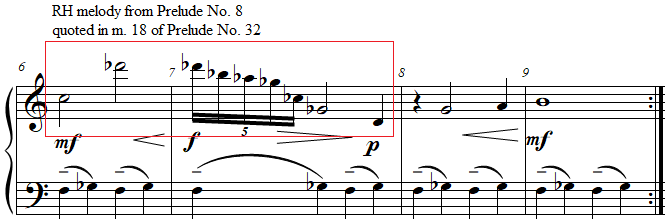 RH melody from Prelude No. 8
quoted in m. 18 of Prelude No. 32
6 7 8 9
5
mf f p mf